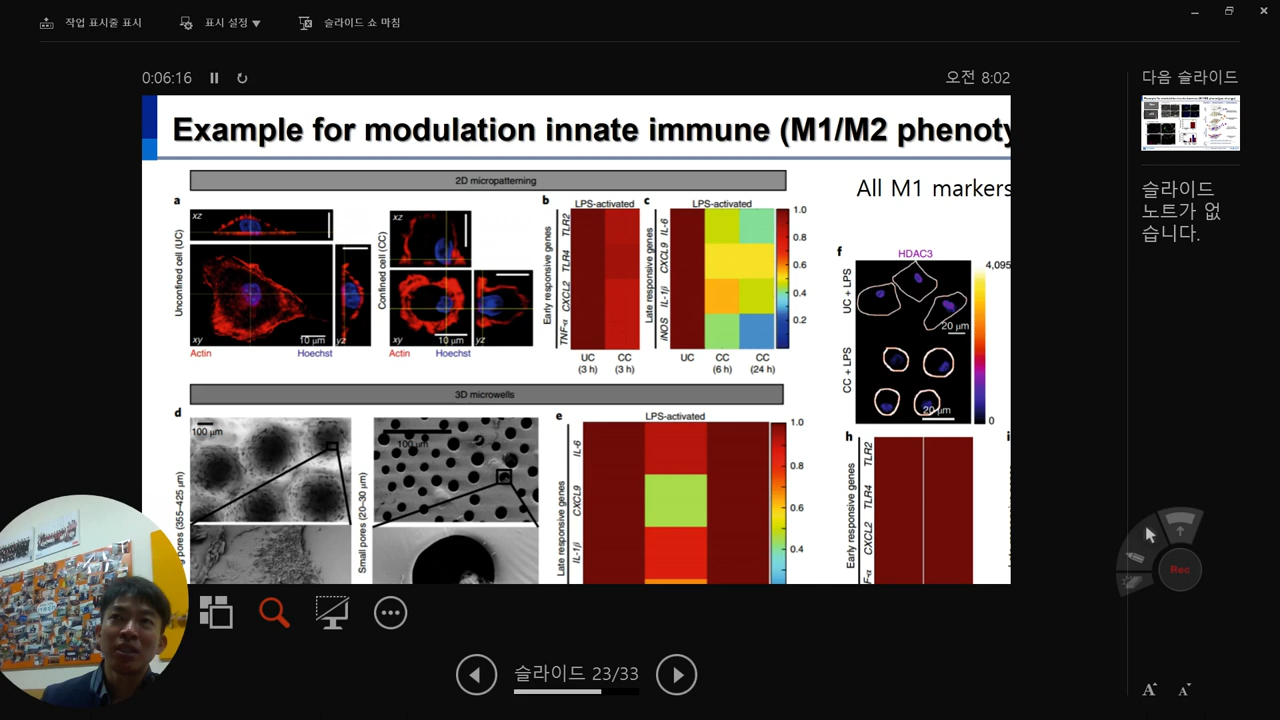 작업 표시줄 표시
표시 설정 ▼
슬라이드 쇼 마침
0:06:16
오전 8:02
다음 슬라이드
Example for moduation innate immune (M1/M2 phenoty
2D micropatterning
All M1 markers
a
xz
Unconfined cell (UC)
xy
10 µm
yz
Actin
Hoechst
xz
Confined cell (CC)
10 µm
xy
yz
Actin
Hoechst
b
LPS-activated
Early responsive genes
TLR2
TLR4
CXCL2
TNF-α
UC
(3 h)
CC
(3 h)
c
LPS-activated
Late responsive genes
IL-6
CXCL9
IL-1β
iNOS
UC
CC
(6 h)
CC
(24 h)
1.0
0.8
0.6
0.4
0.2
f
HDAC3
UC + LPS
20 µm
CC + LPS
20 µm
4,095
0
3D microwells
d
100 µm
g pores (355–425 µm)
100 µm
Small pores (20–30 µm)
e
LPS-activated
Late responsive genes
IL-6
CXCL9
IL-1β
1.0
0.8
0.6
0.4
h
Early responsive genes
TLR2
TLR4
CXCL2
F-α
i
슬라이드
노트가 없
습니다.
Rec
슬라이드 23/33
A
A